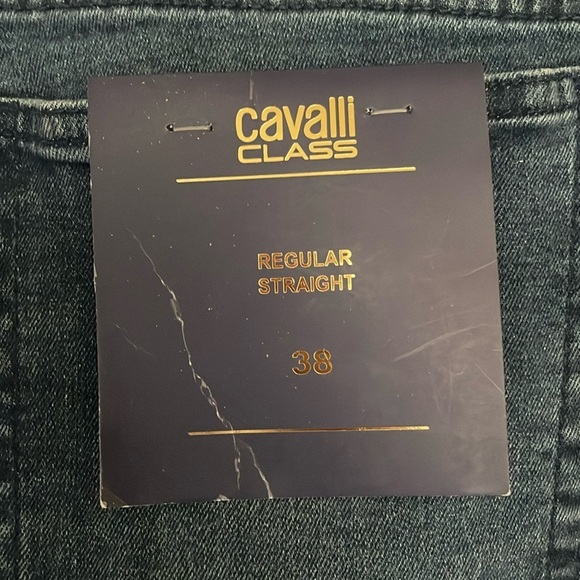 cavalli
CLASS
REGULAR
STRAIGHT
38